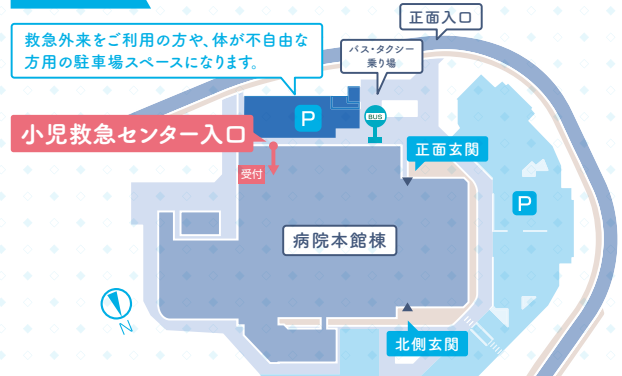 正面入口
救急外来をご利用の方や、体が不自由な
方用の駐車場スペースになります。
バス・タクシー
乗り場
P
BUS
小児救急センター入口
正面玄関
受付
P
病院本館棟
N
北側玄関